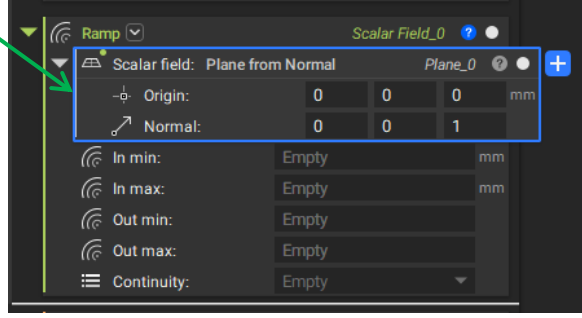 Ramp Scalar Field_0 ?
Scalar field: Plane from Normal Plane_0 ?
Origin: 0 0 0 mm
Normal: 0 0 1
In min: Empty mm
In max: Empty mm
Out min: Empty
Out max: Empty
Continuity: Empty